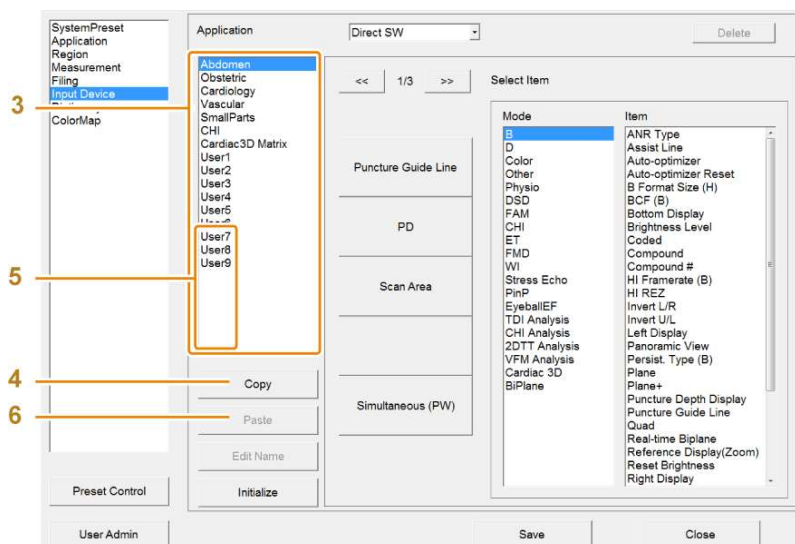 SystemPreset
Application
Region
Measurement
Filing
Input Device
ColorMap
Preset Control
User Admin
Application
Direct SW
Delete
Abdomen
Obstetric
Cardiology
Vascular
SmallParts
CHI
Cardiac3D Matrix
User1
User2
User3
User4
User5
User7
User8
User9
3
5
4
6
Copy
Paste
Edit Name
Initialize
<< 1/3 >>
Puncture Guide Line
PD
Scan Area
Simultaneous (PW)
Select Item
Mode
B
D
Color
Other
Physio
DSD
FAM
CHI
ET
FMD
WI
Stress Echo
PinP
EyeballEF
TDI Analysis
CHI Analysis
2DTT Analysis
VFM Analysis
Cardiac 3D
BiPlane
Item
ANR Type
Assist Line
Auto-optimizer
Auto-optimizer Reset
B Format Size (H)
BCF (B)
Bottom Display
Brightness Level
Coded
Compound
Compound #
HI Framerate (B)
HI REZ
Invert L/R
Invert U/L
Left Display
Panoramic View
Persist. Type (B)
Plane
Plane+
Puncture Depth Display
Puncture Guide Line
Quad
Real-time Biplane
Reference Display(Zoom)
Reset Brightness
Right Display
Save
Close